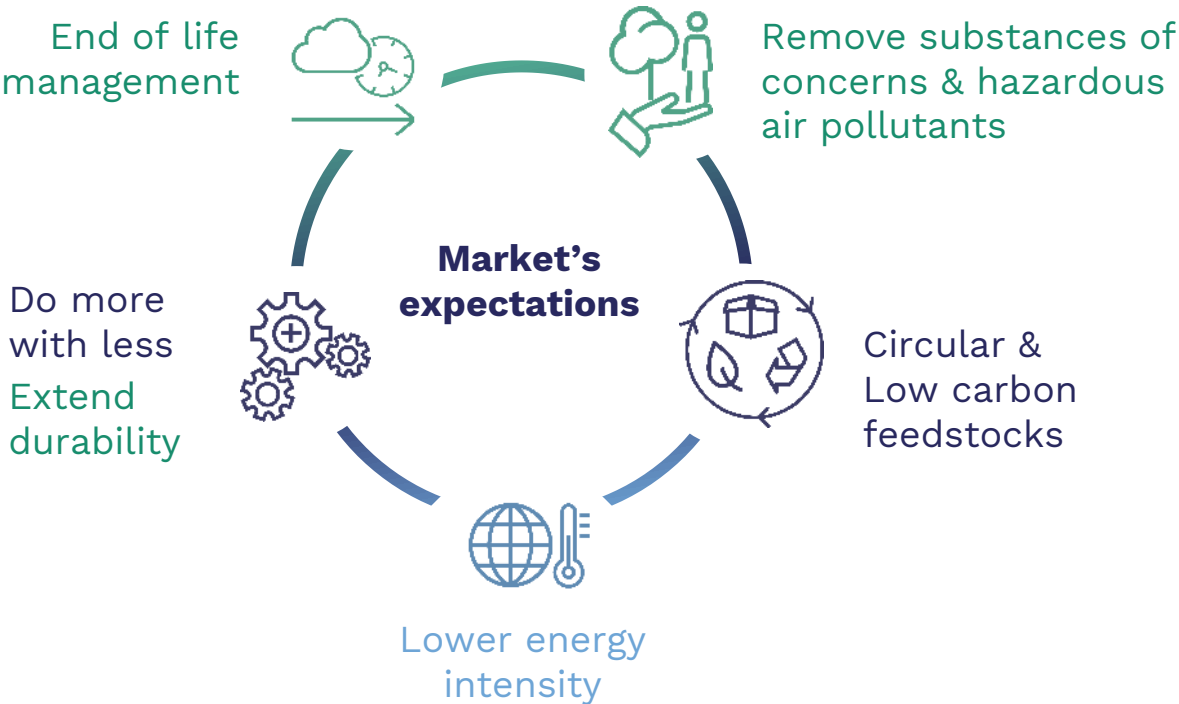 End of life
management
Remove substances of
concerns & hazardous
air pollutants
Market’s
expectations
Do more
with less
Extend
durability
Circular &
Low carbon
feedstocks
Lower energy
intensity